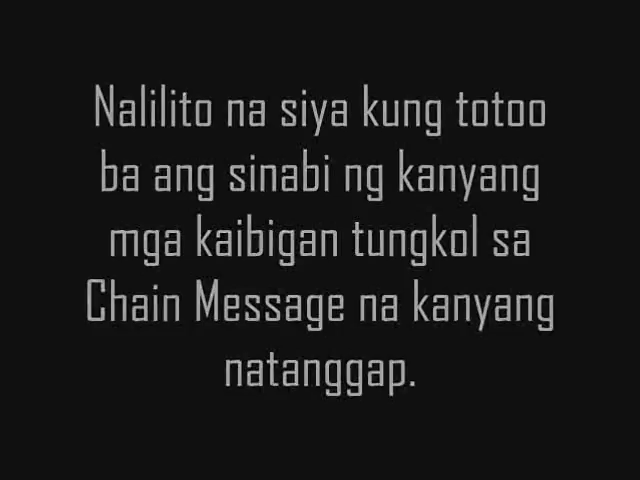 Nalilito na siya kung totoo
ba ang sinabi ng kanyang
mga kaibigan tungkol sa
Chain Message na kanyang
natanggap.